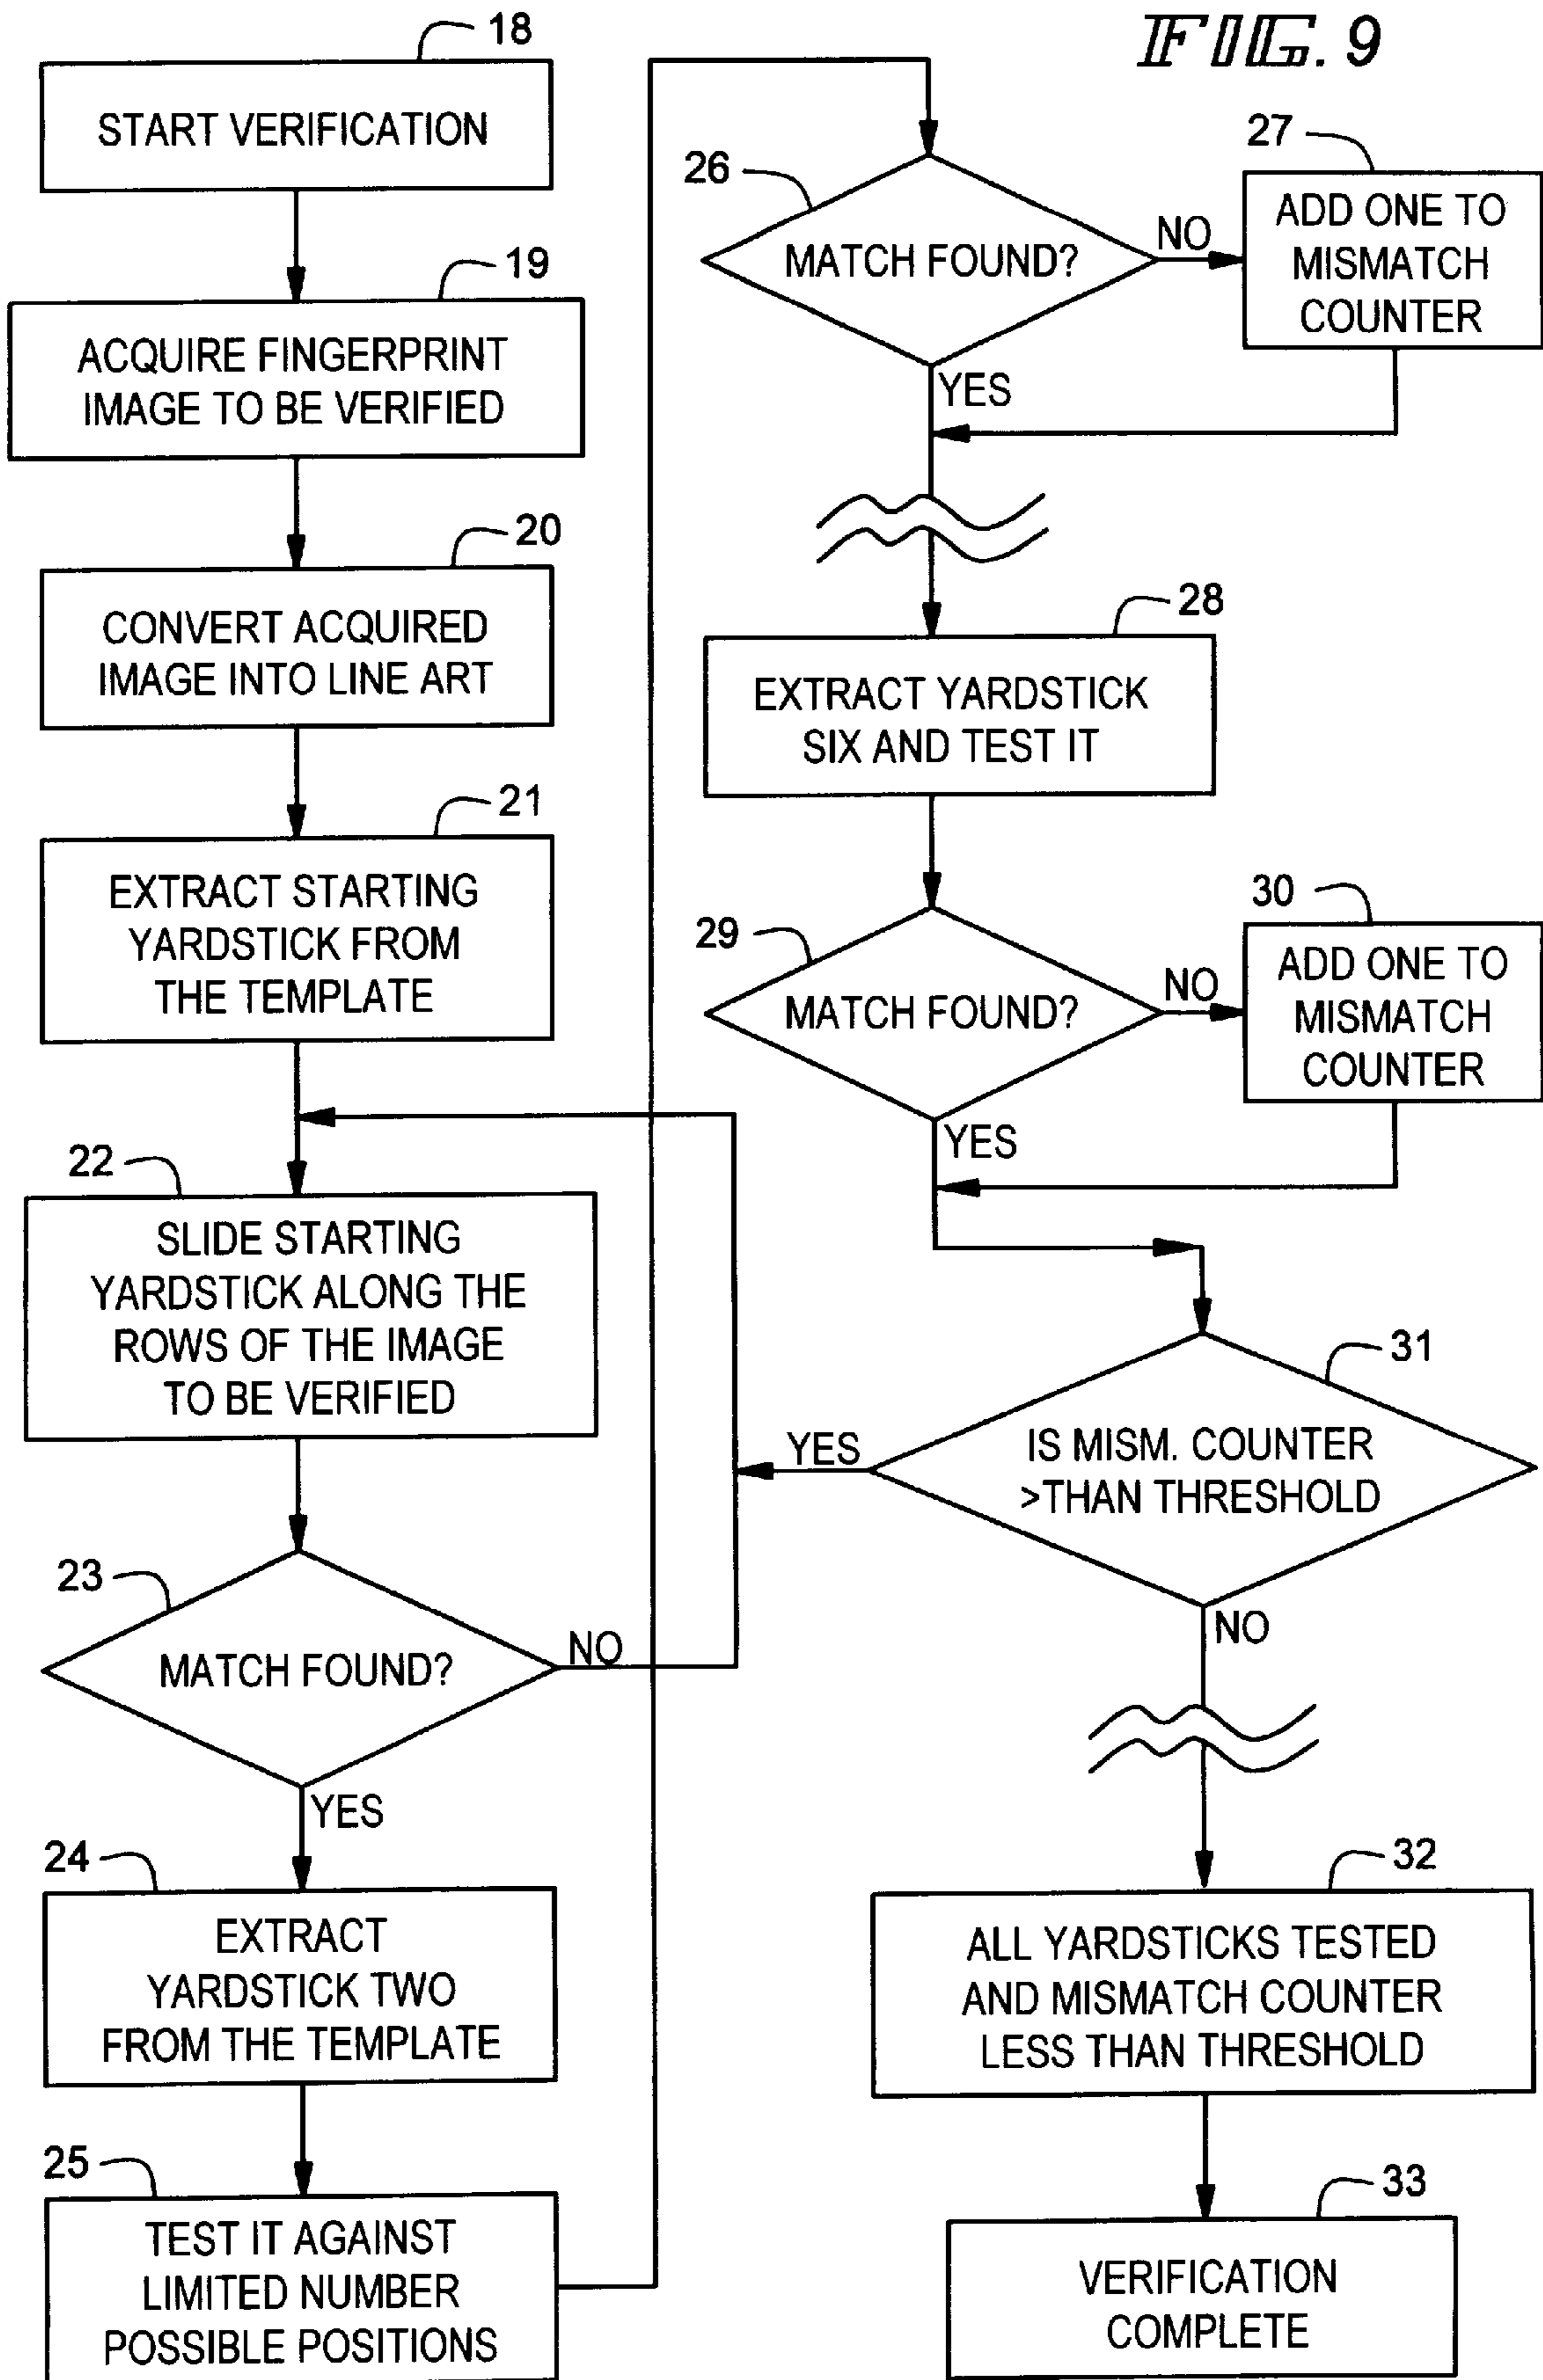 FIG. 9
18
START VERIFICATION
19
ACQUIRE FINGERPRINT
IMAGE TO BE VERIFIED
20
CONVERT ACQUIRED
IMAGE INTO LINE ART
21
EXTRACT STARTING
YARDSTICK FROM
THE TEMPLATE
22
SLIDE STARTING
YARDSTICK ALONG THE
ROWS OF THE IMAGE
TO BE VERIFIED
23
MATCH FOUND?
NO
YES
24
EXTRACT
YARDSTICK TWO
FROM THE TEMPLATE
25
TEST IT AGAINST
LIMITED NUMBER
POSSIBLE POSITIONS
26
MATCH FOUND?
NO
YES
27
ADD ONE TO
MISMATCH
COUNTER
28
EXTRACT YARDSTICK
SIX AND TEST IT
29
MATCH FOUND?
NO
YES
30
ADD ONE TO
MISMATCH
COUNTER
31
IS MISM. COUNTER
>THAN THRESHOLD
YES
NO
32
ALL YARDSTICKS TESTED
AND MISMATCH COUNTER
LESS THAN THRESHOLD
33
VERIFICATION
COMPLETE